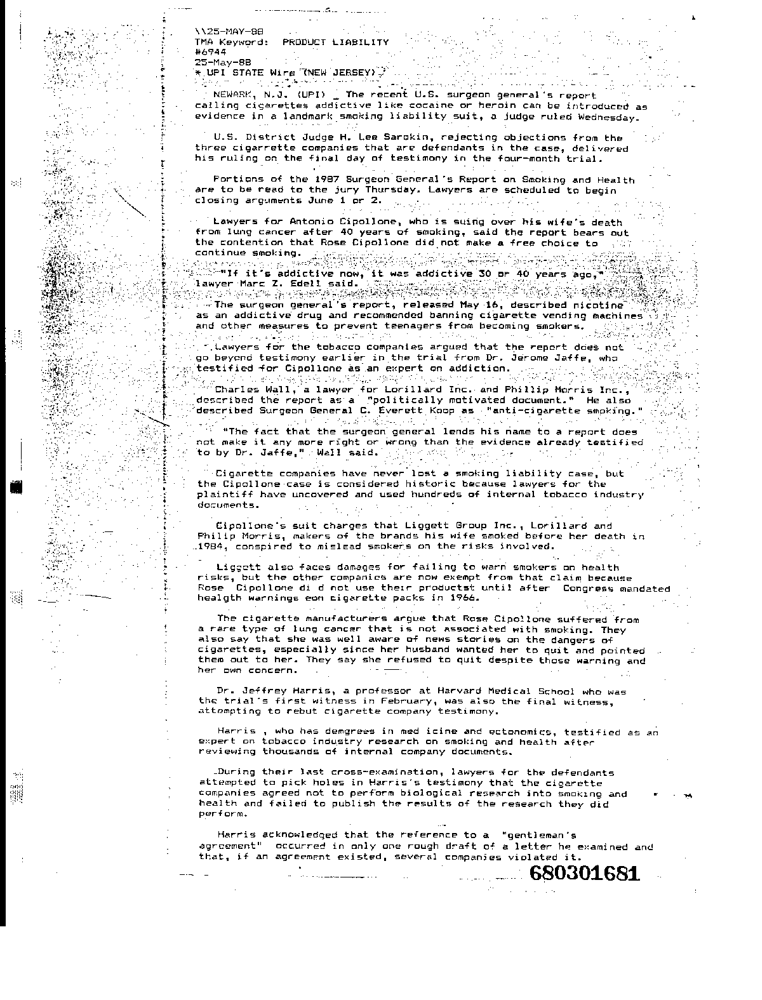 \\25-MAY-88
TMA Keyword: PRODUCT LIABILITY
#6944
25-May-88
* UPI STATE Wire (NEW JERSEY)
NEWARK, N.J. (UPI) _ The recent U.S. surgeon general's report
calling cigarettes addictive like cocaine or heroin can be introduced as
evidence in a landmark smoking liability suit, a judge ruled Wednesday.
U.S. District Judge H. Lee Sarokin, rejecting objections from the
three cigarrette companies that are defendants in the case, delivered
his ruling on the final day of testimony in the four-month trial.
Portions of the 1987 Surgeon General's Report on Smoking and Health
are to be read to the jury Thursday. Lawyers are scheduled to begin
closing arguments June 1 or 2.
Lawyers for Antonio Cipollone, who is suing over his wife's death
from lung cancer after 40 years of smoking, said the report bears out
the contention that Rose Cipollone did not make a free choice to
continue smoking.
"If it's addictive now, it was addictive 30 or 40 years ago,"
lawyer Marc Z. Edell said.
The surgeon general's report, released May 16, described nicotine
as an addictive drug and recommended banning cigarette vending machines
and other measures to prevent teenagers from becoming smokers.
Lawyers for the tobacco companies argued that the report does not
go beyond testimony earlier in the trial from Dr. Jerome Jaffe, who
testified for Cipollone as an expert on addiction.
Charles Wall, a lawyer for Lorillard Inc. and Phillip Morris Inc.,
described the report as a "politically motivated document." He also
described Surgeon General C. Everett Koop as "anti-cigarette smoking."
"The fact that the surgeon general lends his name to a report does
not make it any more right or wrong than the evidence already testified
to by Dr. Jaffe," Wall said.
Cigarette companies have never lost a smoking liability case, but
the Cipollone case is considered historic because lawyers for the
plaintiff have uncovered and used hundreds of internal tobacco industry
documents.
Cipollone's suit charges that Liggett Group Inc., Lorillard and
Philip Morris, makers of the brands his wife smoked before her death in
1984, conspired to mislead smokers on the risks involved.
Liggett also faces damages for failing to warn smokers on health
risks, but the other companies are now exempt from that claim because
Rose Cipollone di d not use their productst until after Congress mandated
healgth warnings eon cigarette packs in 1966.
The cigarette manufacturers argue that Rose Cipollone suffered from
a rare type of lung cancer that is not associated with smoking. They
also say that she was well aware of news stories on the dangers of
cigarettes, especially since her husband wanted her to quit and pointed
them out to her. They say she refused to quit despite those warning and
her own concern.
Dr. Jeffrey Harris, a professor at Harvard Medical School who was
the trial's first witness in February, was also the final witness,
attempting to rebut cigarette company testimony.
Harris , who has demgrees in med icine and ectonomics, testified as an
expert on tobacco industry research on smoking and health after
reviewing thousands of internal company documents.
During their last cross-examination, lawyers for the defendants
attempted to pick holes in Harris's testimony that the cigarette
companies agreed not to perform biological research into smoking and
health and failed to publish the results of the research they did
perform.
Harris acknowledged that the reference to a "gentleman's
agreement" occurred in only one rough draft of a letter he examined and
that, if an agreement existed, several companies violated it.
680301681